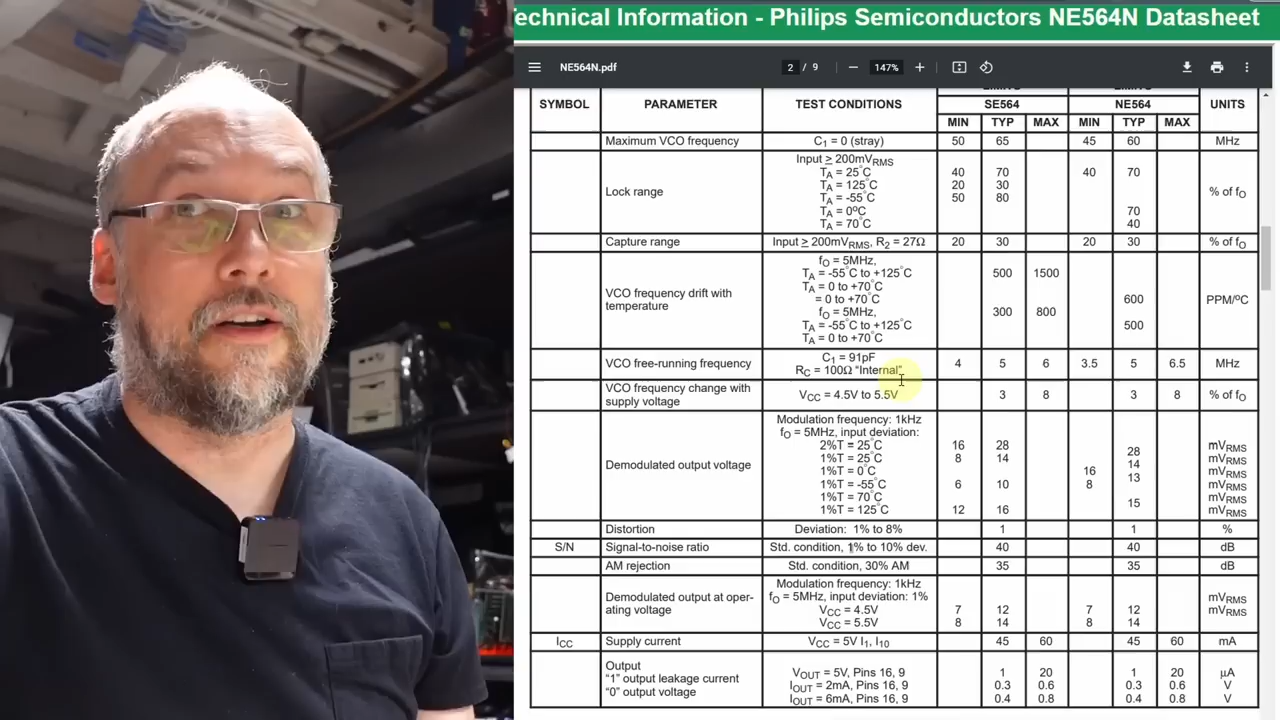 echnical Information - Philips Semiconductors NE564N Datasheet
NE564N.pdf 2 / 9 147%
SYMBOL PARAMETER TEST CONDITIONS SE564 NE564 UNITS
MIN TYP MAX MIN TYP MAX
Maximum VCO frequency C1 = 0 (stray) 50 65 45 60 MHz
Lock range Input ≥ 200mVRMS % of fO
TA = 25°C 40 70 40 70
TA = 125°C 20 30
TA = -55°C 50 80
TA = 0ºC 70
TA = 70°C 40
Capture range Input ≥ 200mVRMS, R2 = 27Ω 20 30 20 30 % of fO
VCO frequency drift with temperature fO = 5MHz, PPM/ºC
TA = -55°C to +125°C 500 1500
TA = 0 to +70°C
= 0 to +70°C 600
fO = 5MHz, 300 800
TA = -55°C to +125°C 500
TA = 0 to +70°C
VCO free-running frequency C1 = 91pF 4 5 6 3.5 5 6.5 MHz
RC = 100Ω “Internal”
VCO frequency change with supply voltage VCC = 4.5V to 5.5V 3 8 3 8 % of fO
Demodulated output voltage Modulation frequency: 1kHz
fO = 5MHz, input deviation:
2%T = 25°C 16 28 28 mVRMS
1%T = 25°C 8 14 14 mVRMS
1%T = 0°C 16 13 mVRMS
1%T = -55°C 6 10 8 mVRMS
1%T = 70°C 15 mVRMS
1%T = 125°C 12 16 mVRMS
Distortion Deviation: 1% to 8% 1 1 %
S/N Signal-to-noise ratio Std. condition, 1% to 10% dev. 40 40 dB
AM rejection Std. condition, 30% AM 35 35 dB
Demodulated output at oper-
ating voltage
Modulation frequency: 1kHz
fO = 5MHz, input deviation: 1%
VCC = 4.5V 7 12 7 12 mVRMS
VCC = 5.5V 8 14 8 14 mVRMS
ICC Supply current VCC = 5V I1, I10 45 60 45 60 mA
Output
“1” output leakage current VOUT = 5V, Pins 16, 9 1 20 1 20 µA
“0” output voltage IOUT = 2mA, Pins 16, 9 0.3 0.6 0.3 0.6 V
IOUT = 6mA, Pins 16, 9 0.4 0.8 0.4 0.8 V